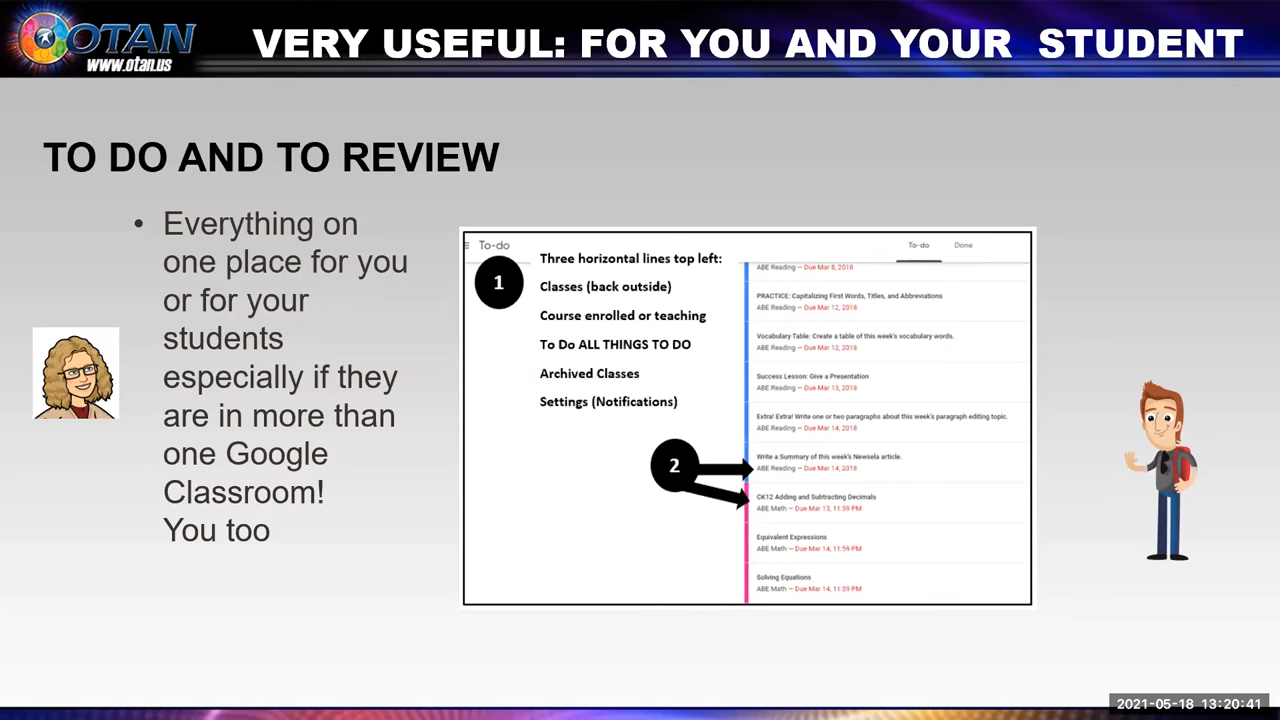 OTAN
www.otan.us
VERY USEFUL: FOR YOU AND YOUR STUDENT
TO DO AND TO REVIEW
• Everything on
one place for you
or for your
students
especially if they
are in more than
one Google
Classroom!
You too
To-do
To-do Done
1
Three horizontal lines top left:
Classes (back outside)
Course enrolled or teaching
To Do ALL THINGS TO DO
Archived Classes
Settings (Notifications)
2
ABE Reading — Due Mar 8, 2018
PRACTICE: Capitalizing First Words, Titles, and Abbreviations
ABE Reading — Due Mar 12, 2018
Vocabulary Table: Create a table of this week's vocabulary words.
ABE Reading — Due Mar 12, 2018
Success Lesson: Give a Presentation
ABE Reading — Due Mar 13, 2018
Extra! Extra! Write one or two paragraphs about this week's paragraph editing topic.
ABE Reading — Due Mar 14, 2018
Write a Summary of this week's Newsela article.
ABE Reading — Due Mar 14, 2018
CK12 Adding and Subtracting Decimals
ABE Math — Due Mar 13, 11:59 PM
Equivalent Expressions
ABE Math — Due Mar 14, 11:59 PM
Solving Equations
ABE Math — Due Mar 14, 11:59 PM
2021-05-18 13:20:41